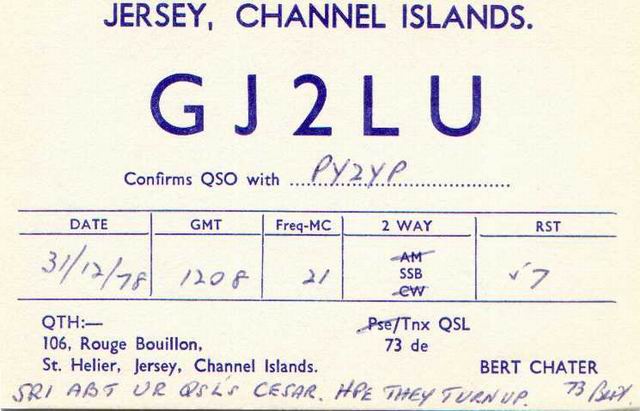 JERSEY, CHANNEL ISLANDS.
GJ2LU
Confirms QSO with PY2YP
DATE GMT Freq-MC 2 WAY RST
AM
31/12/78 1208 21 SSB 7
CW
QTH:— Pse/Tnx QSL
106, Rouge Bouillon, 73 de
St. Helier, Jersey, Channel Islands. BERT CHATER
SRI ABT UR QSL's CESAR. HPE THEY TURN UP. 73 Bert.